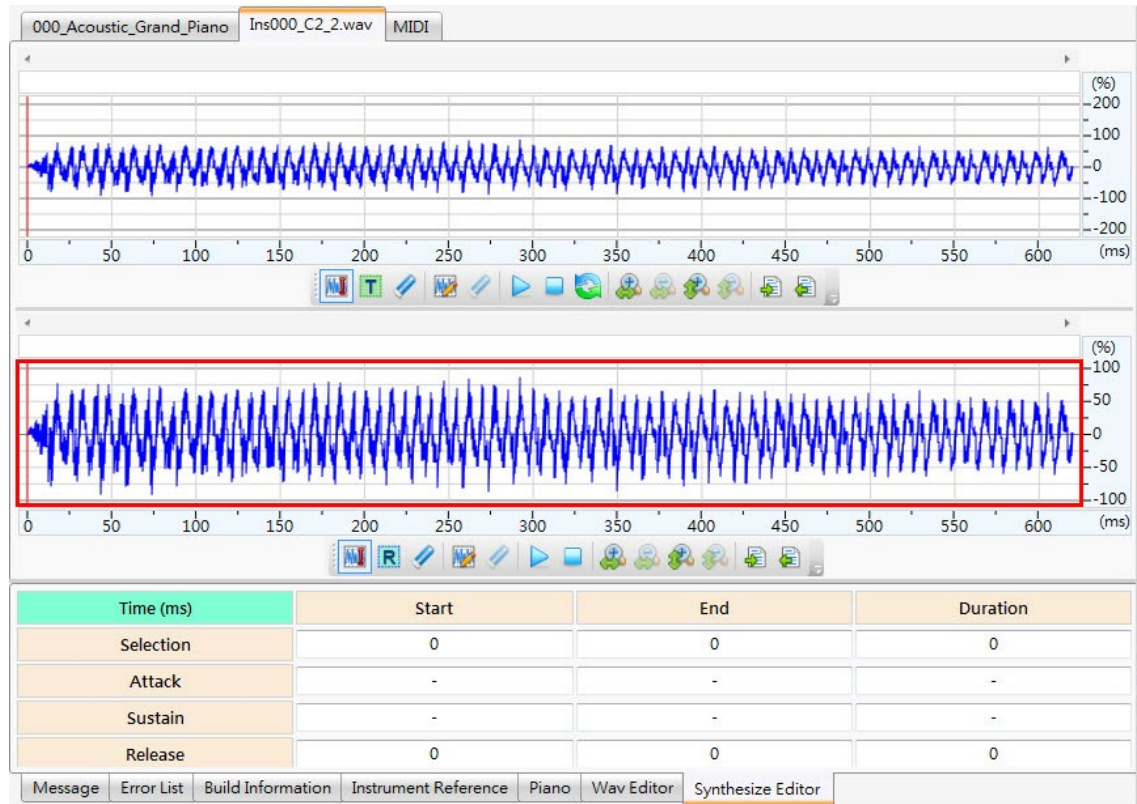 000_Acoustic_Grand_Piano Ins000_C2_2.wav MIDI
(%)
200
100
0
-100
-200
0 50 100 150 200 250 300 350 400 450 500 550 600 (ms)
T
(%)
100
50
0
-50
-100
0 50 100 150 200 250 300 350 400 450 500 550 600 (ms)
R
Time (ms) Start End Duration
Selection 0 0 0
Attack - - -
Sustain - - -
Release 0 0 0
Message Error List Build Information Instrument Reference Piano Wav Editor Synthesize Editor